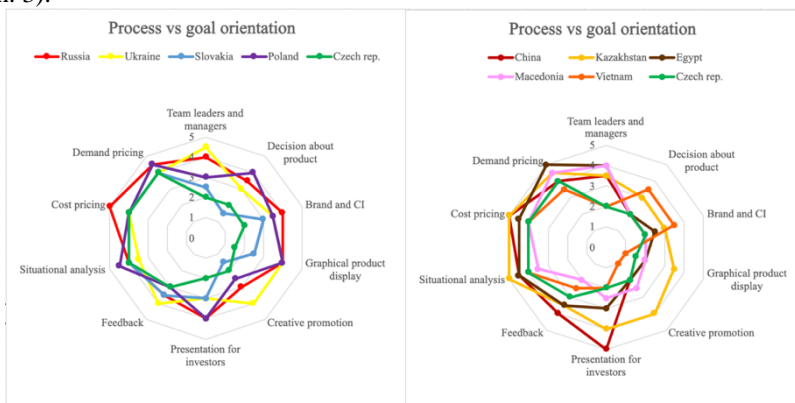 Process vs goal orientation
Russia Ukraine Slovakia Poland Czech rep.
Team leaders and
managers
Decision about
product
Brand and CI
Graphical product
display
Creative promotion
Presentation for
investors
Feedback
Situational analysis
Cost pricing
Demand pricing
5
4
3
2
1
0
Process vs goal orientation
China Kazakhstan Egypt
Macedonia Vietnam Czech rep.
Team leaders and
managers
Decision about
product
Brand and CI
Graphical product
display
Creative promotion
Presentation for
investors
Feedback
Situational analysis
Cost pricing
Demand pricing
5
4
3
2
1
0